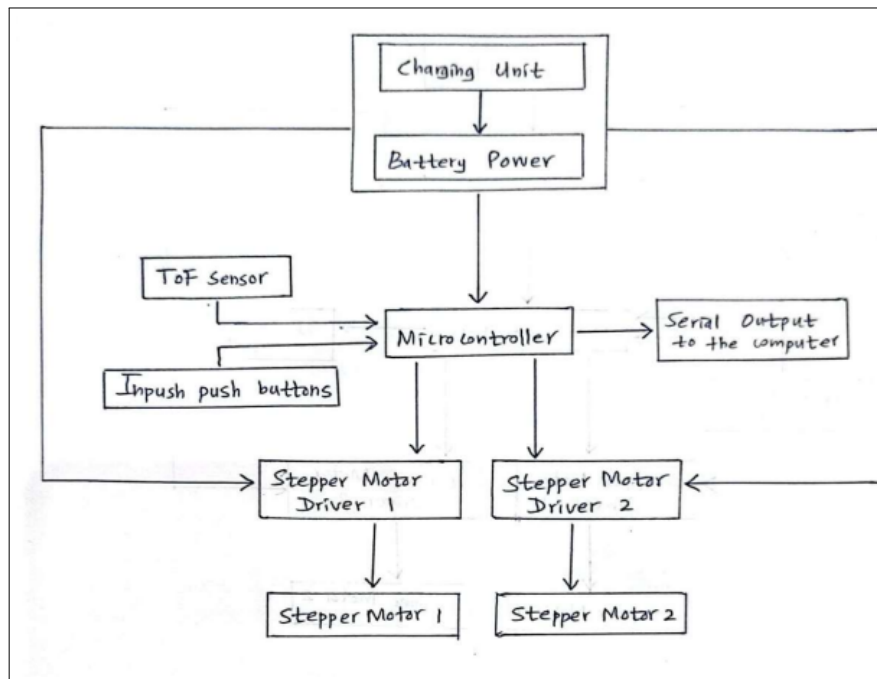 Charging Unit
Battery Power
ToF Sensor
Microcontroller
Serial Output
to the computer
Inpush push buttons
Stepper Motor
Driver 1
Stepper Motor
Driver 2
Stepper Motor 1
Stepper Motor 2